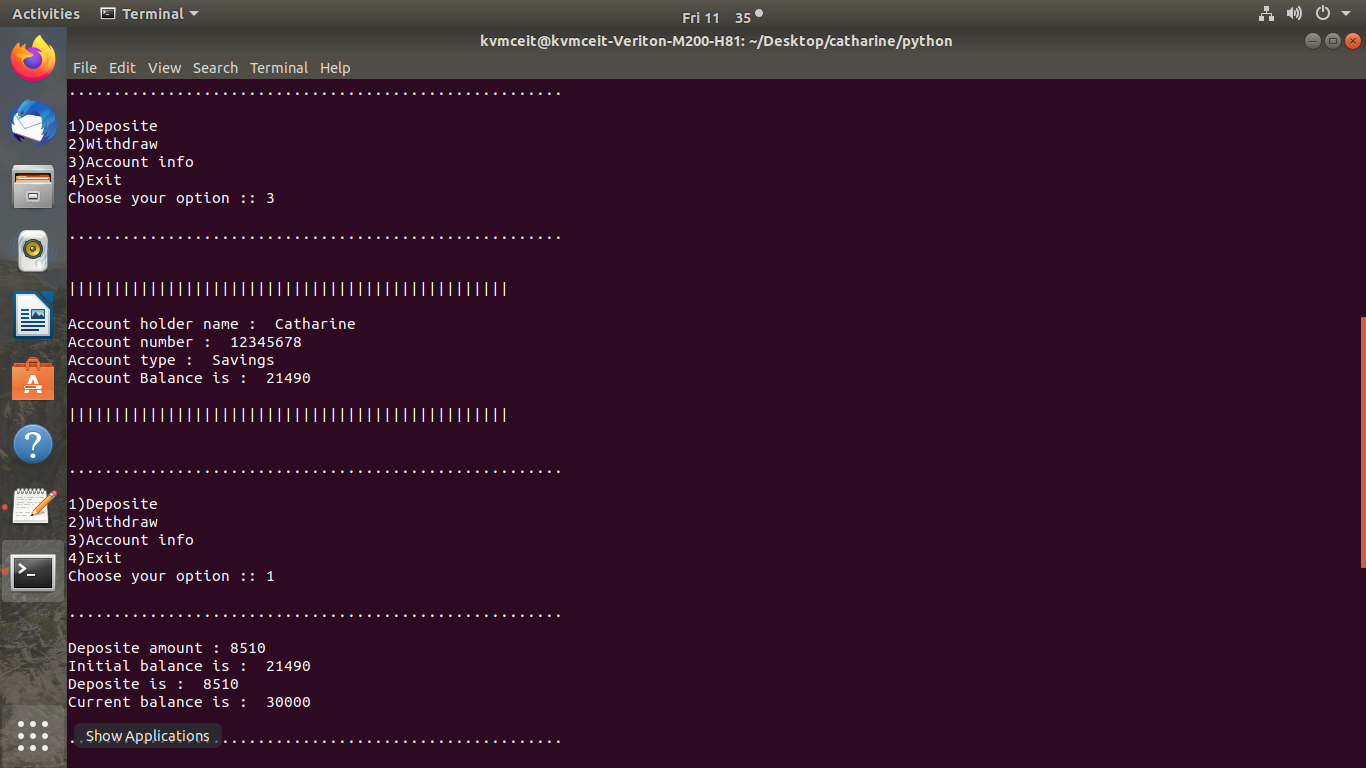 Activities Terminal Fri 11 35
kvmceit@kvmceit-Veriton-M200-H81: ~/Desktop/catharine/python
File Edit View Search Terminal Help
.......................................................
1)Deposite
2)Withdraw
3)Account info
4)Exit
Choose your option :: 3
.......................................................
|||||||||||||||||||||||||||||||||||||||||||||||||
Account holder name :  Catharine
Account number :  12345678
Account type :  Savings
Account Balance is :  21490
|||||||||||||||||||||||||||||||||||||||||||||||||
.......................................................
1)Deposite
2)Withdraw
3)Account info
4)Exit
Choose your option :: 1
.......................................................
Deposite amount : 8510
Initial balance is :  21490
Deposite is :  8510
Current balance is :  30000
Show Applications
.......................................................